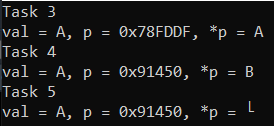 Task 3
val = A, p = 0x78FDDF, *p = A
Task 4
val = A, p = 0x91450, *p = B
Task 5
val = A, p = 0x91450, *p = └